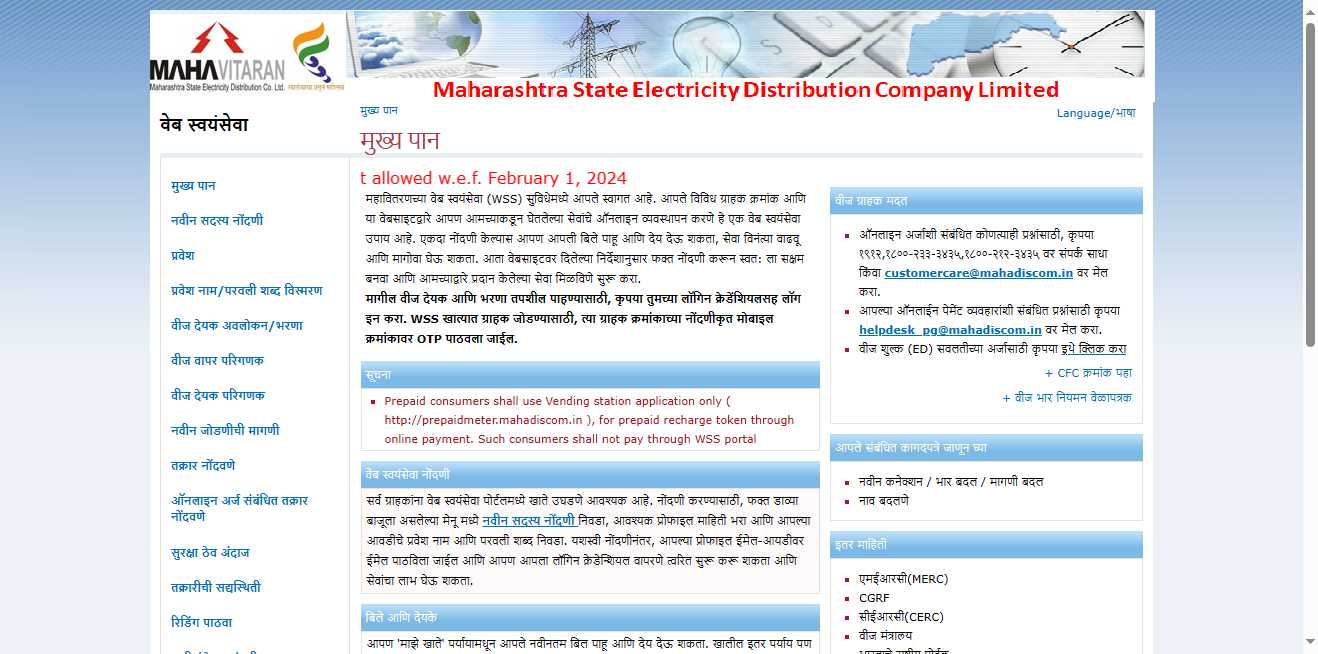 MAHAVITARAN
Maharashtra State Electricity Distribution Co. Ltd.
Maharashtra State Electricity Distribution Company Limited
वेब स्वयंसेवा
मुख्य पान
Language/भाषा
मुख्य पान
मुख्य पान
नवीन सदस्य नोंदणी
प्रवेश
प्रवेश नाम/परवली शब्द विस्मरण
वीज देयक अवलोकन/भरणा
वीज वापर परिगणक
वीज देयक परिगणक
नवीन जोडणीची मागणी
तक्रार नोंदवणे
ऑनलाइन अर्ज संबंधित तक्रार
नोंदवणे
सुरक्षा ठेव अंदाज
तक्रारीची सद्यस्थिती
रिडिंग पाठवा
t allowed w.e.f. February 1, 2024
महावितरणच्या वेब स्वयंसेवा (WSS) सुविधेमध्ये आपले स्वागत आहे. आपले विविध ग्राहक क्रमांक आणि
या वेबसाइटद्वारे आपण आमच्याकडून घेतलेल्या सेवांचे ऑनलाइन व्यवस्थापन करणे हे एक वेब स्वयंसेवा
उपाय आहे. एकदा नोंदणी केल्यास आपण आपली बिले पाहू आणि देय देऊ शकता, सेवा विनंत्या वाढवू
आणि मागोवा घेऊ शकता. आता वेबसाइटवर दिलेल्या निर्देशानुसार फक्त नोंदणी करून स्वत: ला सक्षम
बनवा आणि आमच्याद्वारे प्रदान केलेल्या सेवा मिळविणे सुरू करा.
मागील वीज देयक आणि भरणा तपशील पाहण्यासाठी, कृपया तुमच्या लॉगिन क्रेडेंशियलसह लॉग
इन करा. WSS खात्यात ग्राहक जोडण्यासाठी, त्या ग्राहक क्रमांकाच्या नोंदणीकृत मोबाइल
क्रमांकावर OTP पाठवला जाईल.
सूचना
Prepaid consumers shall use Vending station application only (
http://prepaidmeter.mahadiscom.in ), for prepaid recharge token through
online payment. Such consumers shall not pay through WSS portal
वेब स्वयंसेवा नोंदणी
सर्व ग्राहकांना वेब स्वयंसेवा पोर्टलमध्ये खाते उघडणे आवश्यक आहे. नोंदणी करण्यासाठी, फक्त डाव्या
बाजूला असलेल्या मेनू मध्ये नवीन सदस्य नोंदणी निवडा, आवश्यक प्रोफाइल माहिती भरा आणि आपल्या
आवडीचे प्रवेश नाम आणि परवली शब्द निवडा. यशस्वी नोंदणीनंतर, आपल्या प्रोफाइल ईमेल-आयडीवर
ईमेल पाठविला जाईल आणि आपण आपला लॉगिन क्रेडेन्शियल वापरणे त्वरित सुरू करू शकता आणि
सेवांचा लाभ घेऊ शकता.
बिले आणि देयके
आपण 'माझे खाते' पर्यायामधून आपले नवीनतम बिल पाहू आणि देय देऊ शकता. खालील इतर पर्याय पण
वीज ग्राहक मदत
ऑनलाइन अर्जाशी संबंधित कोणत्याही प्रश्नांसाठी, कृपया
१९१२,१८००-२३३-३४३५,१८००-२१२-३४३५ वर संपर्क साधा
किंवा customercare@mahadiscom.in वर मेल
करा.
आपल्या ऑनलाईन पेमेंट व्यवहारांशी संबंधित प्रश्नांसाठी कृपया
helpdesk_pg@mahadiscom.in वर मेल करा.
वीज शुल्क (ED) सवलतीच्या अर्जासाठी कृपया इथे क्लिक करा
+ CFC क्रमांक पहा
+ वीज भार नियमन वेळापत्रक
आपले संबंधित कागदपत्रे जाणून घ्या
नवीन कनेक्शन / भार बदल / मागणी बदल
नाव बदलणे
इतर माहिती
एमईआरसी(MERC)
CGRF
सीईआरसी(CERC)
वीज मंत्रालय